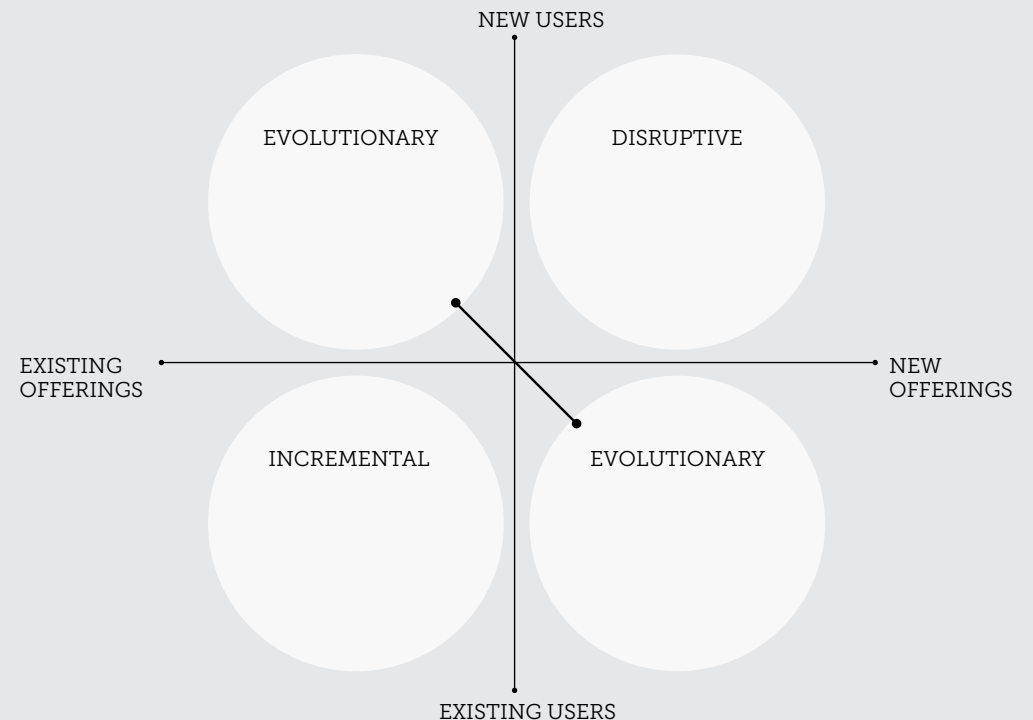 NEW USERS
EVOLUTIONARY
DISRUPTIVE
EXISTING
OFFERINGS
NEW
OFFERINGS
INCREMENTAL
EVOLUTIONARY
EXISTING USERS